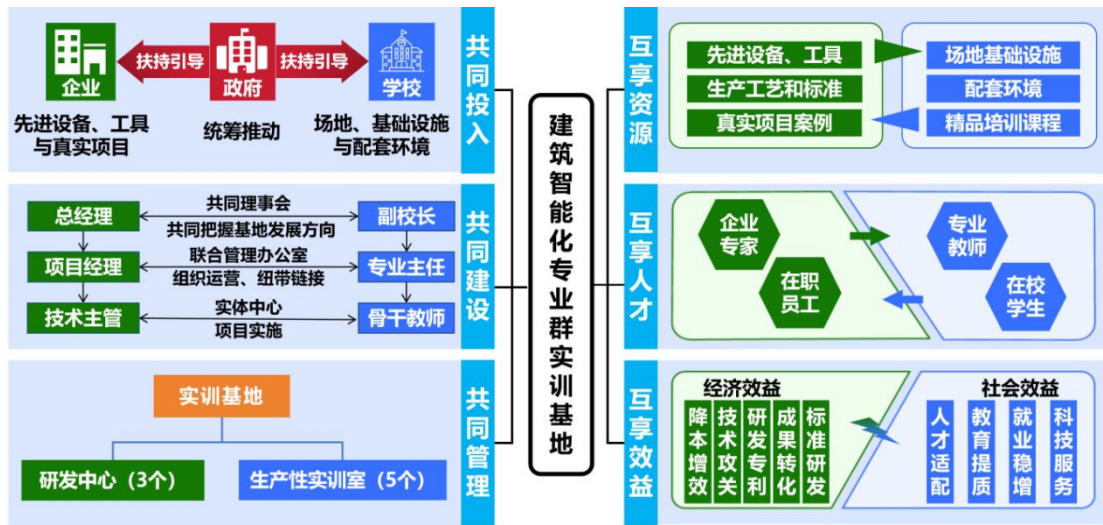 扶持引导
扶持引导
企业
政府
学校
先进设备、工具
与真实项目
统筹推动
场地、基础设施
与配套环境
共同投入
总经理
共同理事会
副校长
共同把握基地发展方向
项目经理
联合管理办公室
专业主任
组织运营、纽带链接
技术主管
实体中心
骨干教师
项目实施
共同建设
实训基地
研发中心（3个）
生产性实训室（5个）
共同管理
建筑智能化专业群实训基地
互享资源
先进设备、工具
生产工艺和标准
真实项目案例
场地基础设施
配套环境
精品培训课程
互享人才
企业
专家
在职
员工
专业
教师
在校
学生
互享效益
经济效益
降本增效
技术攻关
研发专利
成果转化
标准研发
社会效益
人才适配
教育提质
就业稳增
科技服务